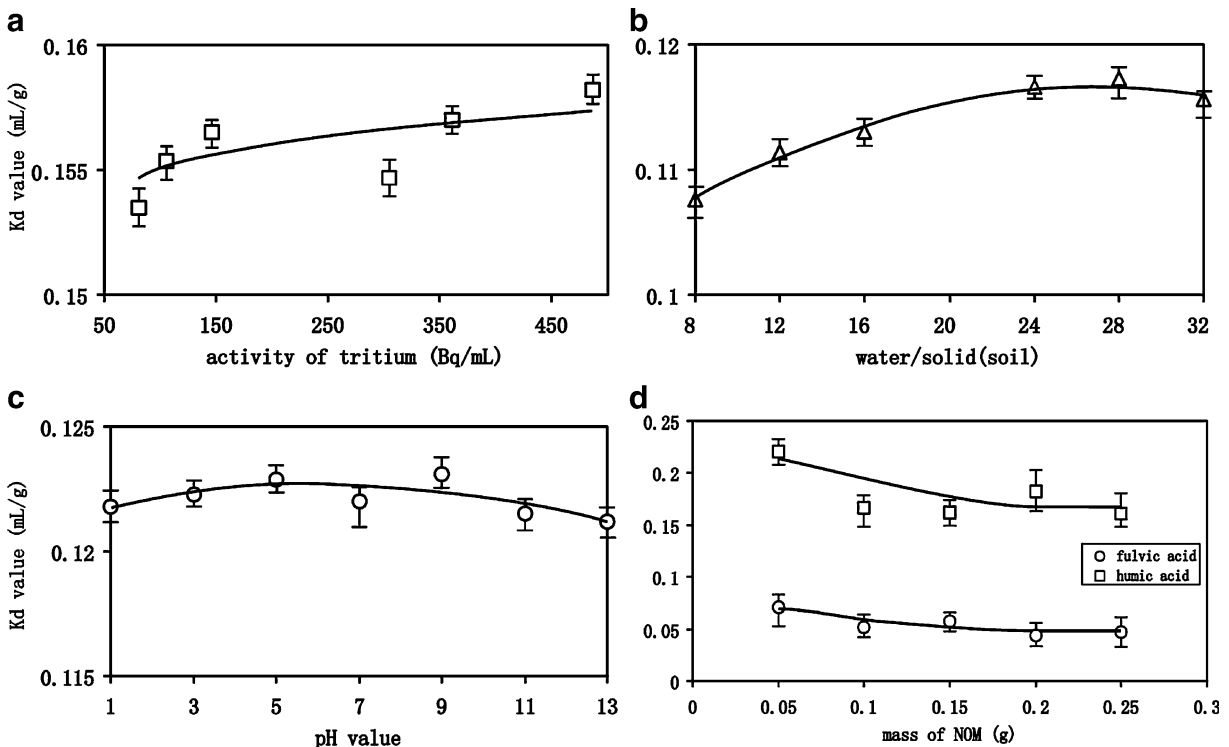 a
0.16
0.155
0.15
Kd value (mL/g)
50 150 250 350 450
activity of tritium (Bq/mL)
b
0.12
0.11
0.1
8 12 16 20 24 28 32
water/solid(soil)
c
0.125
0.12
0.115
Kd value (mL/g)
1 3 5 7 9 11 13
pH value
d
0.25
0.2
0.15
0.1
0.05
0
fulvic acid
humic acid
0 0.05 0.1 0.15 0.2 0.25 0.3
mass of NOM (g)